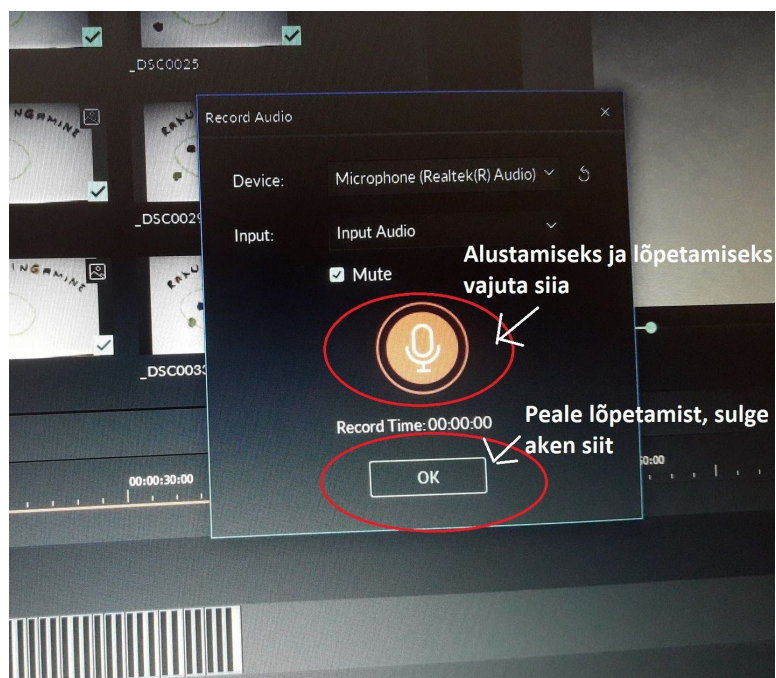 _DSC0025
Record Audio
Device:
Microphone (Realtek(R) Audio)
_DSC0029
Input:
Input Audio
Mute
Alustamiseks ja lõpetamiseks
vajuta siia
_DSC0033
Record Time: 00:00:00
Peale lõpetamist, sulge
aken siit
OK
00:00:30:00